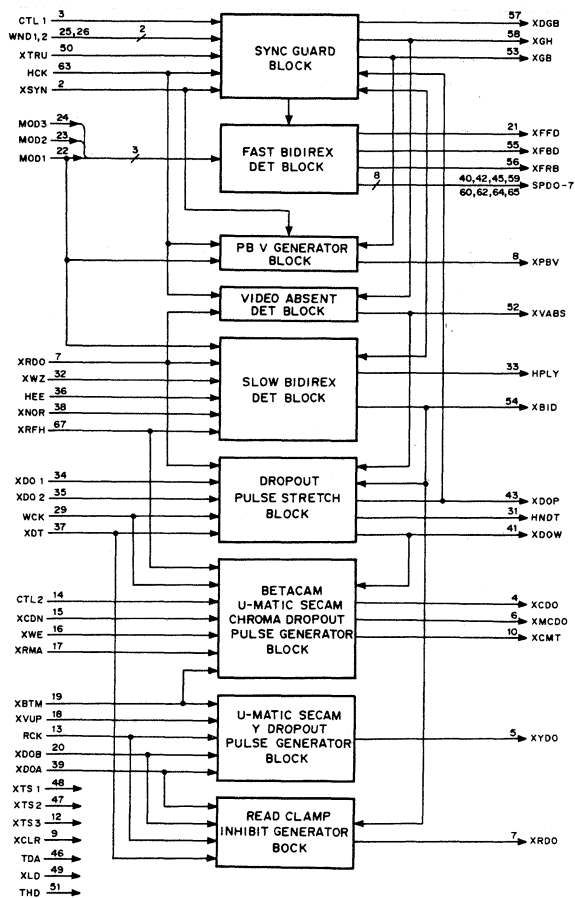 CTL 1 3
WND1,2 25,26 2
XTRU 50
HCK 63
XSYN 2
SYNC GUARD
BLOCK
57 XDGB
58 XGH
53 XGB
MOD3 24
MOD2 23
MOD1 22
3
FAST BIDIREX
DET BLOCK
21 XFFD
55 XFBD
56 XFRB
8 40,42,45,59 SPDO-7
60,62,64,65
PB V GENERATOR
BLOCK
8 XPBV
VIDEO ABSENT
DET BLOCK
52 XVABS
XRDO 7
XWZ 32
HEE 36
XNOR 38
XRFH 67
SLOW BIDIREX
DET BLOCK
33 HPLY
54 XBID
XDO 1 34
XDO 2 35
WCK 29
XDT 37
DROPOUT
PULSE STRETCH
BLOCK
43 XDOP
31 HNDT
41 XDOW
CTL2 14
XCDN 15
XWE 16
XRMA 17
BETACAM
U-MATIC SECAM
CHROMA DROPOUT
PULSE GENERATOR
BLOCK
4 XCDO
6 XMCDO
10 XCMT
XBTM 19
XVUP 18
RCK 13
XDOB 20
XDOA 39
U-MATIC SECAM
Y DROPOUT
PULSE GENERATOR
BLOCK
5 XYDO
XTS 1 48
XTS 2 47
XTS 3 12
XCLR 9
TDA 46
XLD 49
THD 51
READ CLAMP
INHIBIT GENERATOR
BOCK
7 XRDO